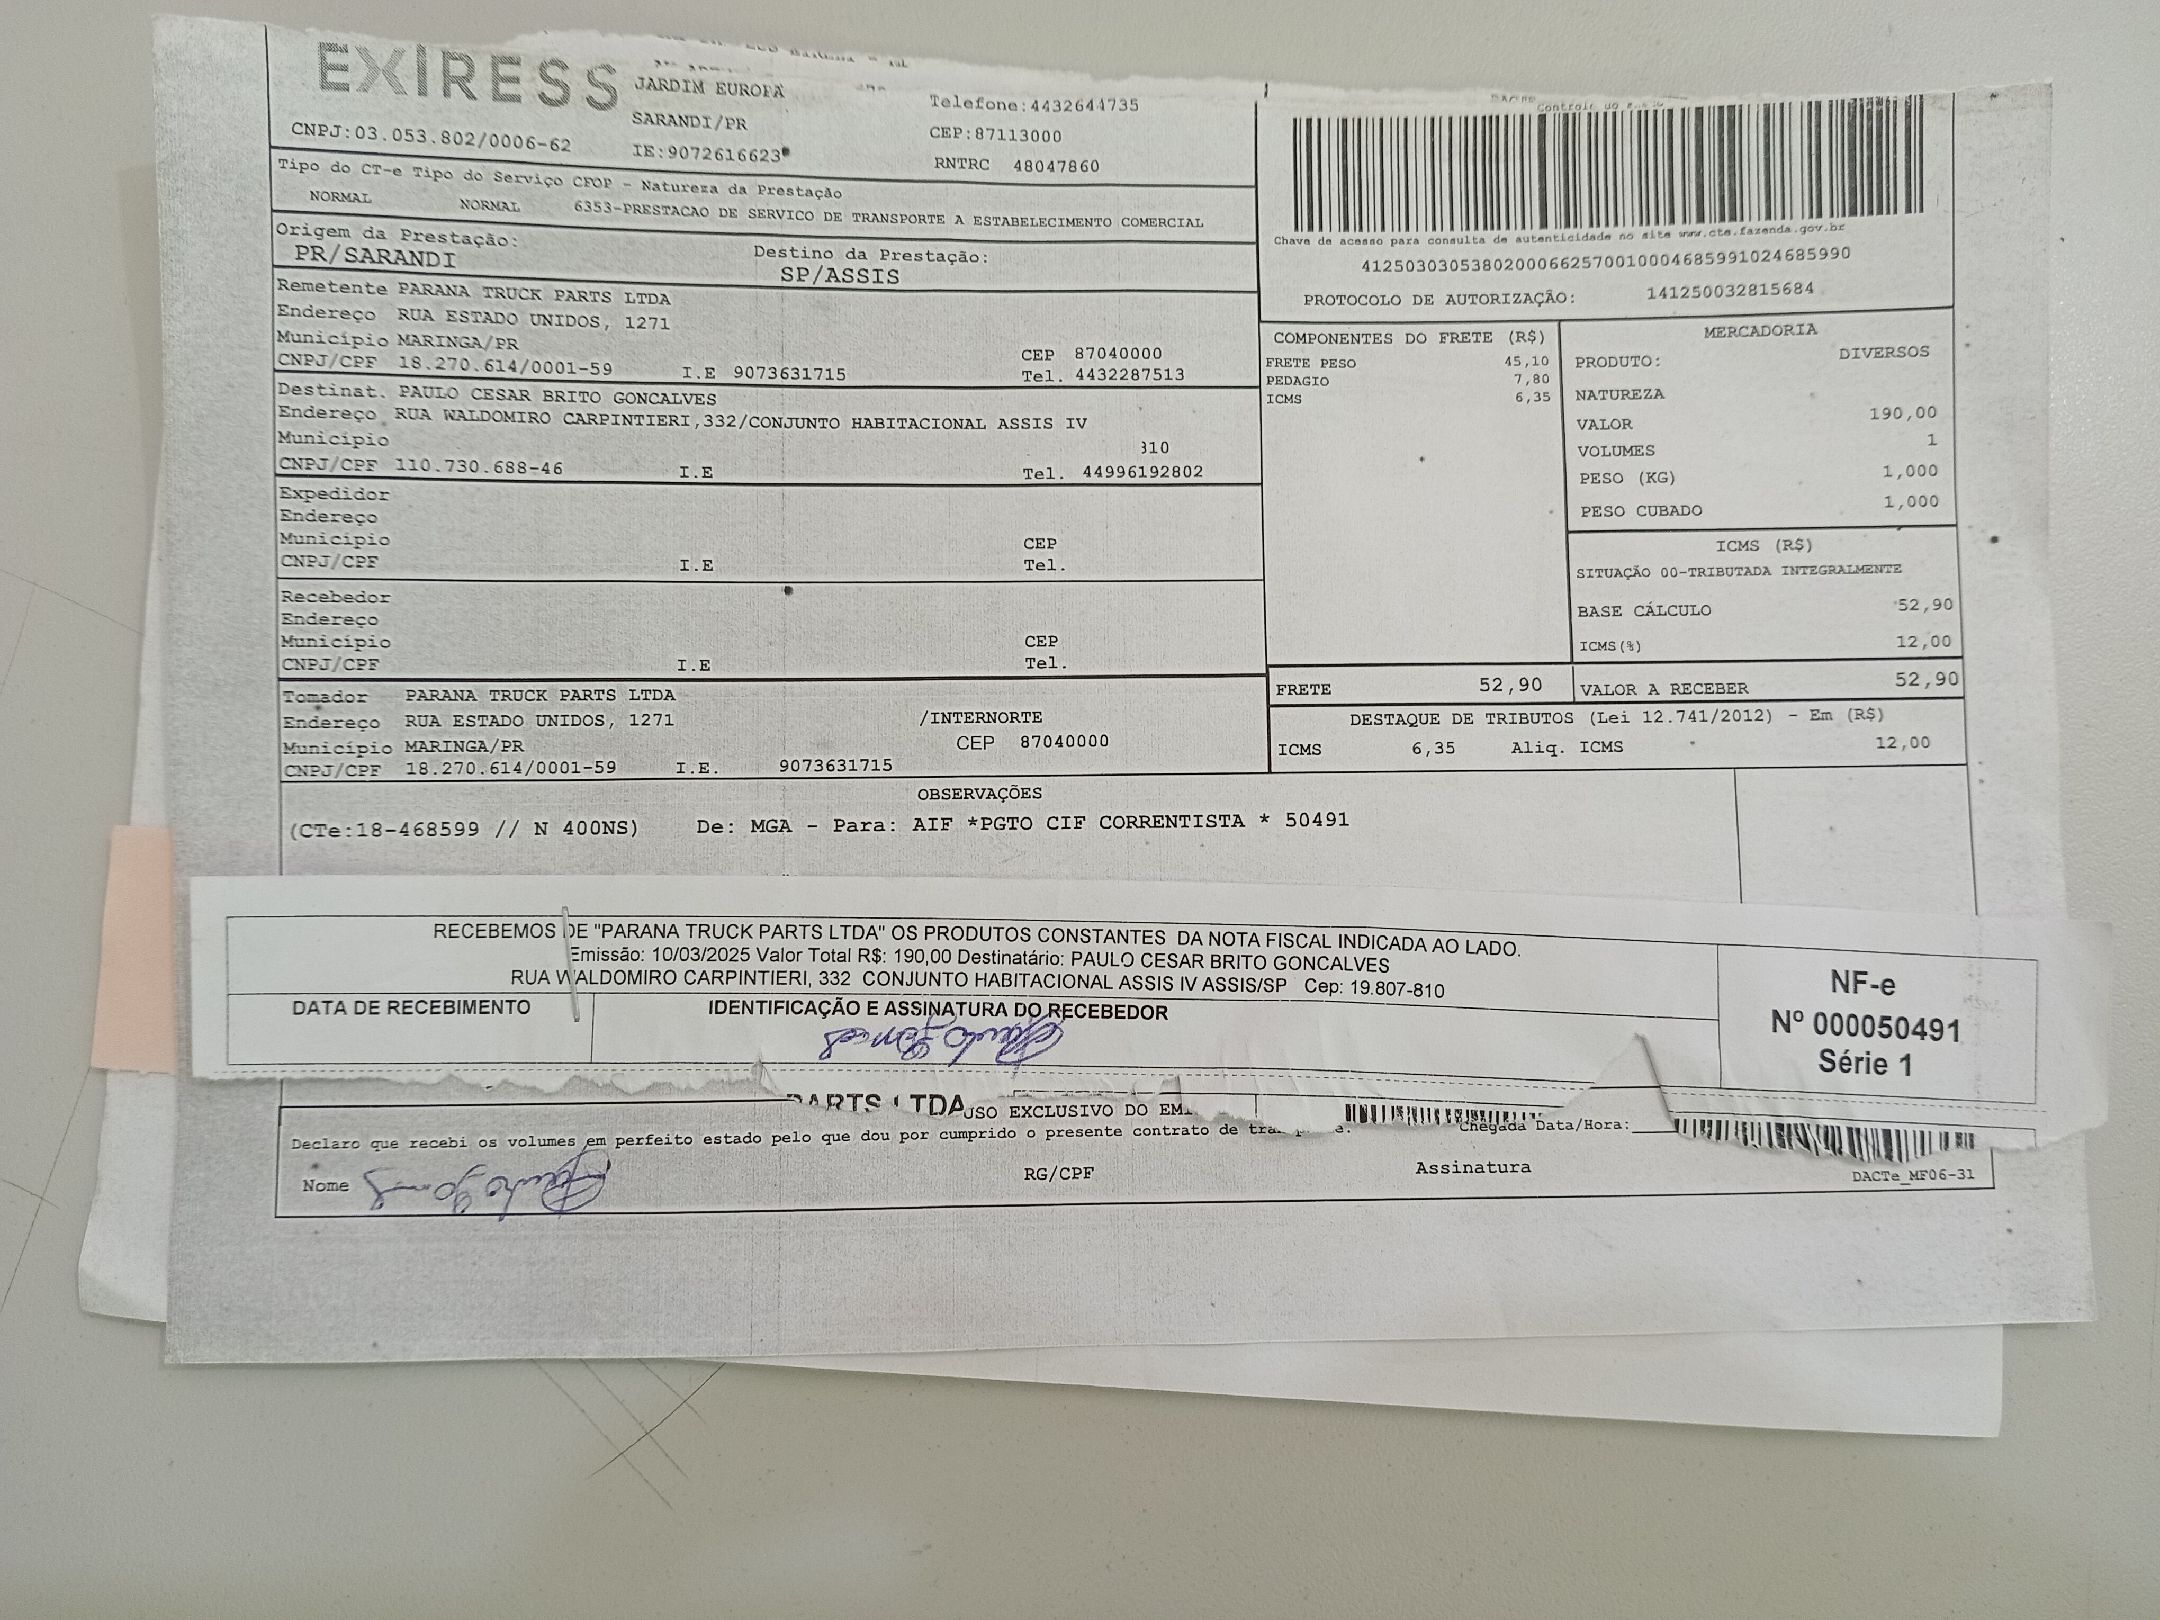 EXIRESS
JARDIM EUROPA
SARANDI/PR
CNPJ:03.053.802/0006-62
IE:9072616623
Telefone:4432644735
CEP:87113000
RNTRC 48047860
Tipo do CT-e Tipo do Serviço CFOP - Natureza da Prestação
NORMAL NORMAL 6353-PRESTACAO DE SERVICO DE TRANSPORTE A ESTABELECIMENTO COMERCIAL
Origem da Prestação: Destino da Prestação:
PR/SARANDI SP/ASSIS
Chave de acesso para consulta de autenticidade no site www.cte.fazenda.gov.br
41250303053802000662570010004685991024685990
PROTOCOLO DE AUTORIZAÇÃO: 141250032815684
Remetente PARANA TRUCK PARTS LTDA
Endereço RUA ESTADO UNIDOS, 1271
Município MARINGA/PR CEP 87040000
CNPJ/CPF 18.270.614/0001-59 I.E 9073631715 Tel. 4432287513
Destinat. PAULO CESAR BRITO GONCALVES
Endereço RUA WALDOMIRO CARPINTIERI,332/CONJUNTO HABITACIONAL ASSIS IV
Município 310
CNPJ/CPF 110.730.688-46 I.E Tel. 44996192802
Expedidor
Endereço
Município CEP
CNPJ/CPF I.E Tel.
Recebedor
Endereço
Município CEP
CNPJ/CPF I.E Tel.
Tomador PARANA TRUCK PARTS LTDA
Endereço RUA ESTADO UNIDOS, 1271 /INTERNORTE
Município MARINGA/PR CEP 87040000
CNPJ/CPF 18.270.614/0001-59 I.E. 9073631715
COMPONENTES DO FRETE (R$)
FRETE PESO 45,10
PEDAGIO 7,80
ICMS 6,35
MERCADORIA
PRODUTO: DIVERSOS
NATUREZA
VALOR 190,00
VOLUMES 1
PESO (KG) 1,000
PESO CUBADO 1,000
ICMS (R$)
SITUAÇÃO 00-TRIBUTADA INTEGRALMENTE
BASE CÁLCULO 52,90
ICMS(%) 12,00
FRETE 52,90 VALOR A RECEBER 52,90
DESTAQUE DE TRIBUTOS (Lei 12.741/2012) - Em (R$)
ICMS 6,35 Aliq. ICMS 12,00
OBSERVAÇÕES
(CTe:18-468599 // N 400NS) De: MGA - Para: AIF *PGTO CIF CORRENTISTA * 50491
RECEBEMOS DE "PARANA TRUCK PARTS LTDA" OS PRODUTOS CONSTANTES DA NOTA FISCAL INDICADA AO LADO.
Emissão: 10/03/2025 Valor Total R$: 190,00 Destinatário: PAULO CESAR BRITO GONCALVES
RUA WALDOMIRO CARPINTIERI, 332 CONJUNTO HABITACIONAL ASSIS IV ASSIS/SP Cep: 19.807-810
DATA DE RECEBIMENTO IDENTIFICAÇÃO E ASSINATURA DO RECEBEDOR
NF-e
Nº 000050491
Série 1
PARTS LTDA
USO EXCLUSIVO DO EM
Declaro que recebi os volumes em perfeito estado pelo que dou por cumprido o presente contrato de
Chegada Data/Hora:
Nome RG/CPF Assinatura
DACTe_MF06-31